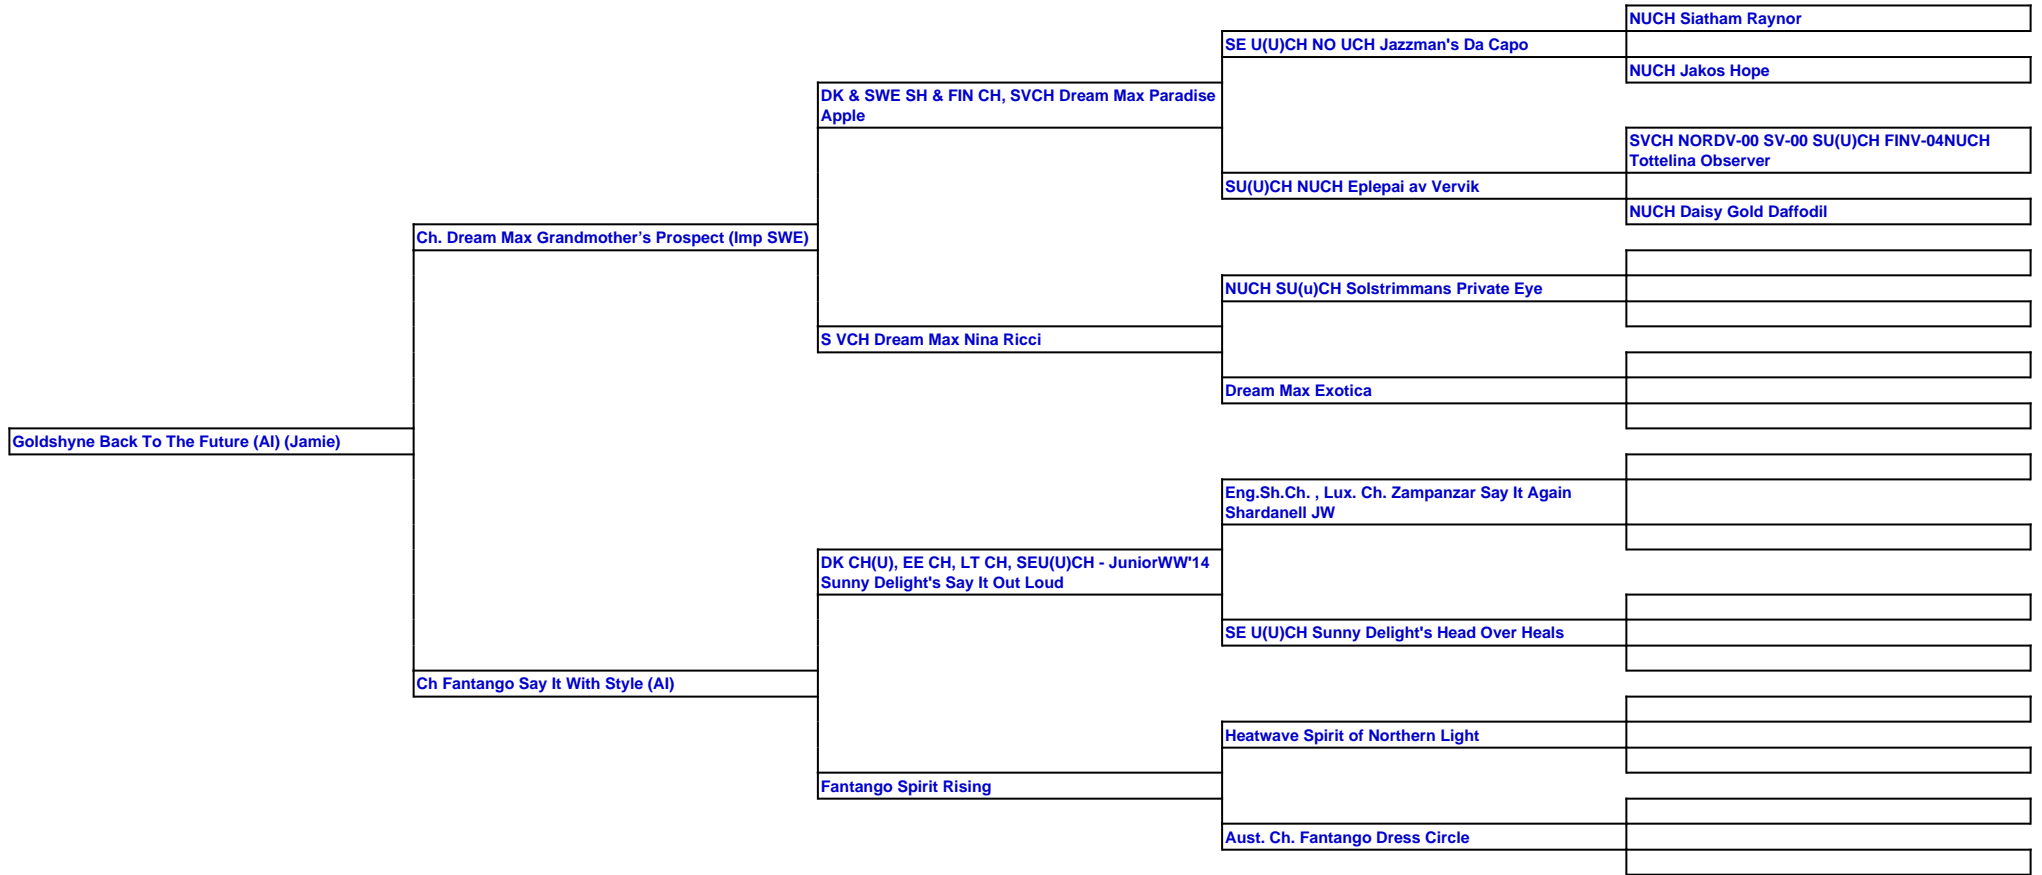 NUCH Siatham Raynor
SE U(U)CH NO UCH Jazzman's Da Capo
NUCH Jakos Hope
DK & SWE SH & FIN CH, SVCH Dream Max Paradise
Apple
SVCH NORDV-00 SV-00 SU(U)CH FINV-04NUCH
Tottelina Observer
SU(U)CH NUCH Eplepai av Vervik
NUCH Daisy Gold Daffodil
Ch. Dream Max Grandmother’s Prospect (Imp SWE)
NUCH SU(u)CH Solstrimmans Private Eye
S VCH Dream Max Nina Ricci
Dream Max Exotica
Goldshyne Back To The Future (AI) (Jamie)
Eng.Sh.Ch. , Lux. Ch. Zampanzar Say It Again
Shardanell JW
DK CH(U), EE CH, LT CH, SEU(U)CH - JuniorWW'14
Sunny Delight's Say It Out Loud
SE U(U)CH Sunny Delight's Head Over Heals
Ch Fantango Say It With Style (AI)
Heatwave Spirit of Northern Light
Fantango Spirit Rising
Aust. Ch. Fantango Dress Circle